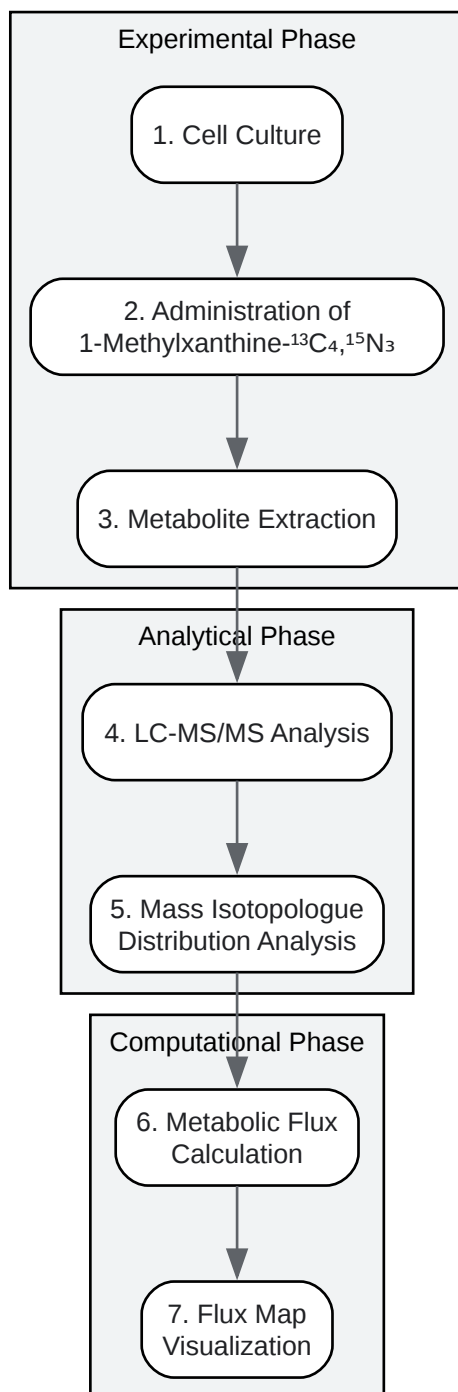 Experimental Phase
1. Cell Culture
2. Administration of
1-Methylxanthine-¹³C₄,¹⁵N₃
3. Metabolite Extraction
Analytical Phase
4. LC-MS/MS Analysis
5. Mass Isotopologue
Distribution Analysis
Computational Phase
6. Metabolic Flux
Calculation
7. Flux Map
Visualization